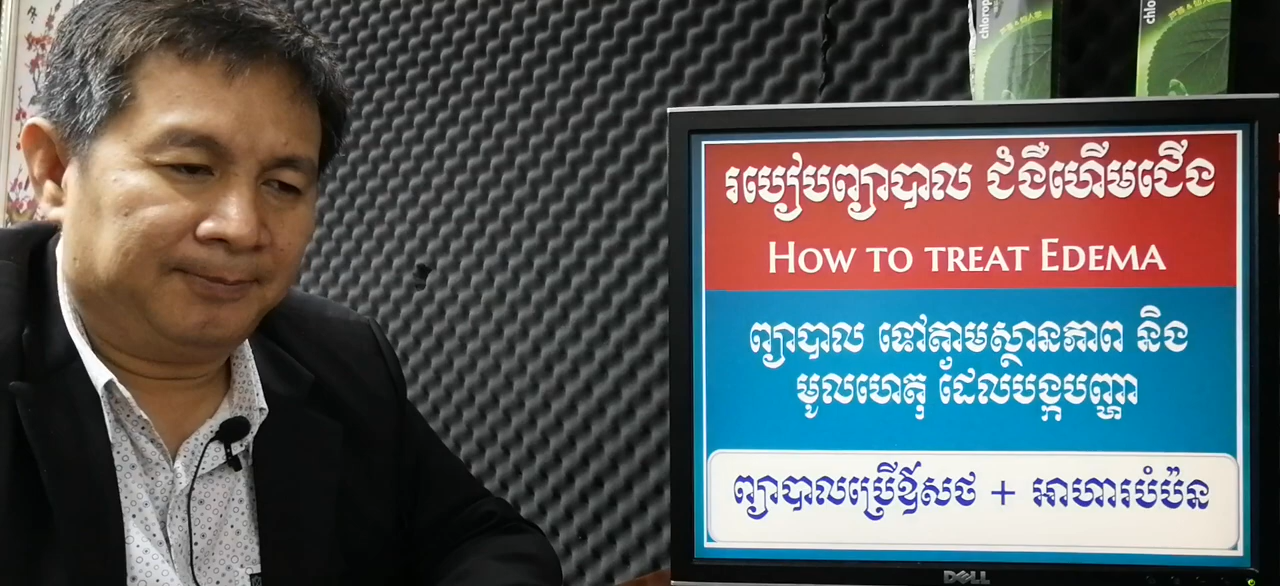 chlorop
chlo
របៀបព្យាបាល ជំងឺហើមជើង
HOW TO TREAT EDEMA
ព្យាបាល ទៅតាមស្ថានភាព និង
មូលហេតុ ដែលបង្កបញ្ហា
ព្យាបាលប្រើឱសថ + អាហារបំប៉ន
DELL